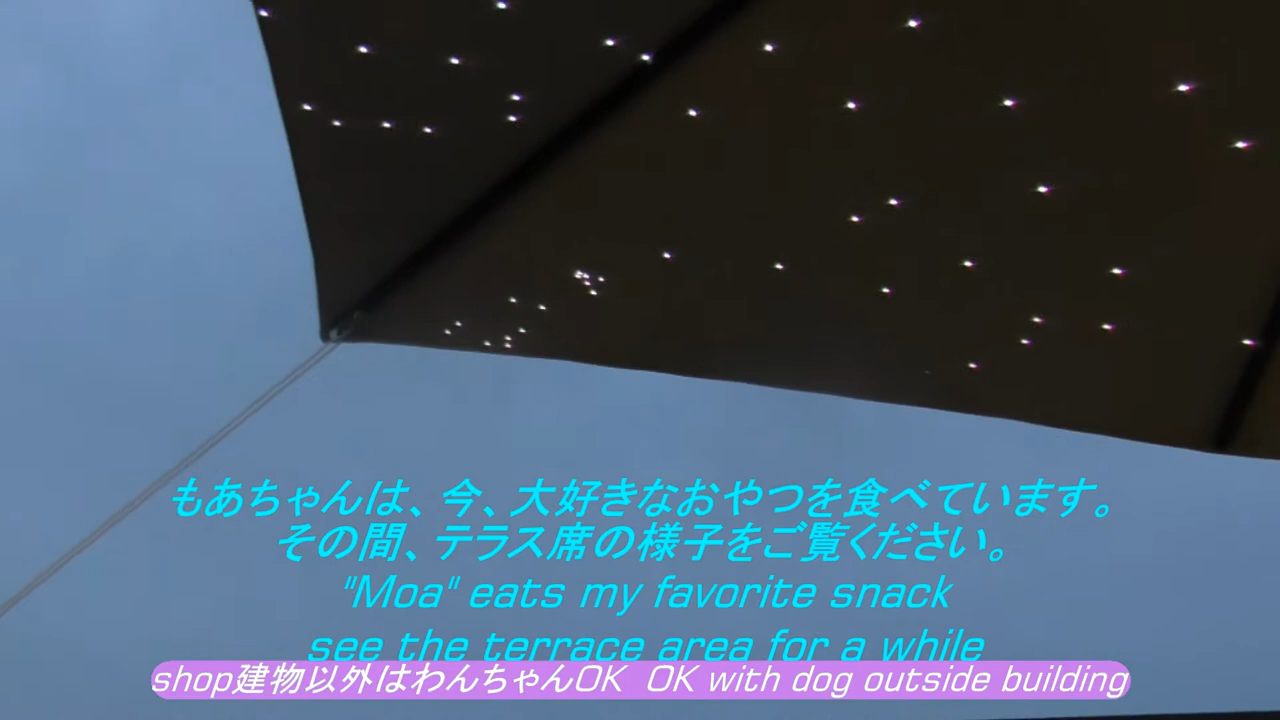 もあちゃんは、今、大好きなおやつを食べています。
その間、テラス席の様子をご覧ください。
"Moa" eats my favorite snack
see the terrace area for a while
shop建物以外はわんちゃんOK OK with dog outside building